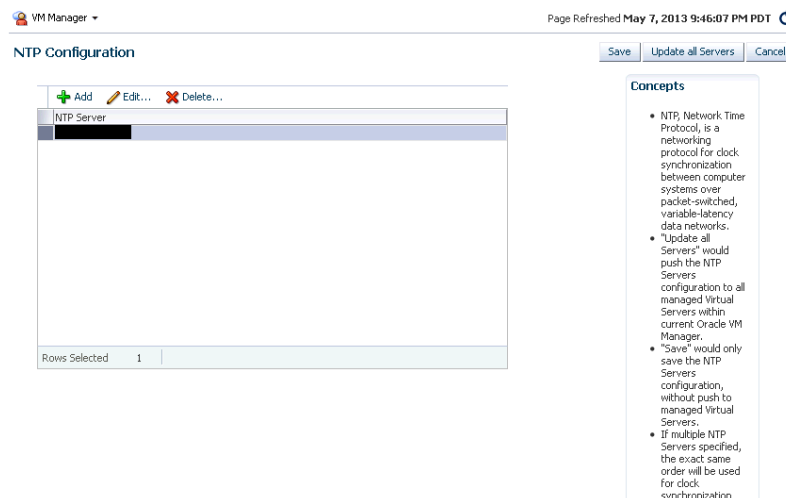 VM Manager
Page Refreshed May 7, 2013 9:46:07 PM PDT
NTP Configuration
Save
Update all Servers
Cancel
Add
Edit...
Delete...
NTP Server
Rows Selected 1
Concepts
• NTP, Network Time
Protocol, is a
networking
protocol for clock
synchronization
between computer
systems over
packet-switched,
variable-latency
data networks.
• "Update all
Servers" would
push the NTP
Servers
configuration to all
managed Virtual
Servers within
current Oracle VM
Manager.
• "Save" would only
save the NTP
Servers
configuration,
without push to
managed Virtual
Servers.
• If multiple NTP
Servers specified,
the exact same
order will be used
for clock
synchronization